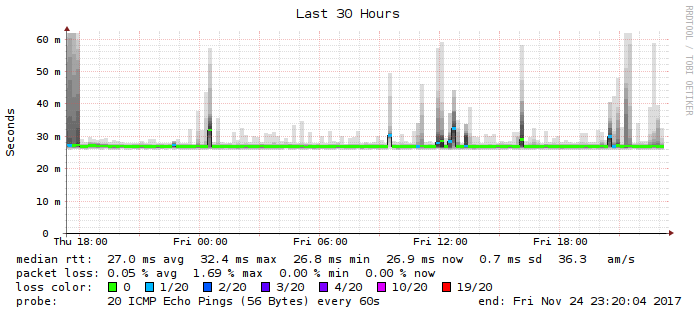 Last 30 Hours
RRDTOOL / TOBI OETIKER
Seconds
60 m
50 m
40 m
30 m
20 m
10 m
0
Thu 18:00 Fri 00:00 Fri 06:00 Fri 12:00 Fri 18:00
median rtt: 27.0 ms avg 32.4 ms max 26.8 ms min 26.9 ms now 0.7 ms sd 36.3 am/s
packet loss: 0.05 % avg 1.69 % max 0.00 % min 0.00 % now
loss color: 0 1/20 2/20 3/20 4/20 10/20 19/20
probe: 20 ICMP Echo Pings (56 Bytes) every 60s end: Fri Nov 24 23:20:04 2017